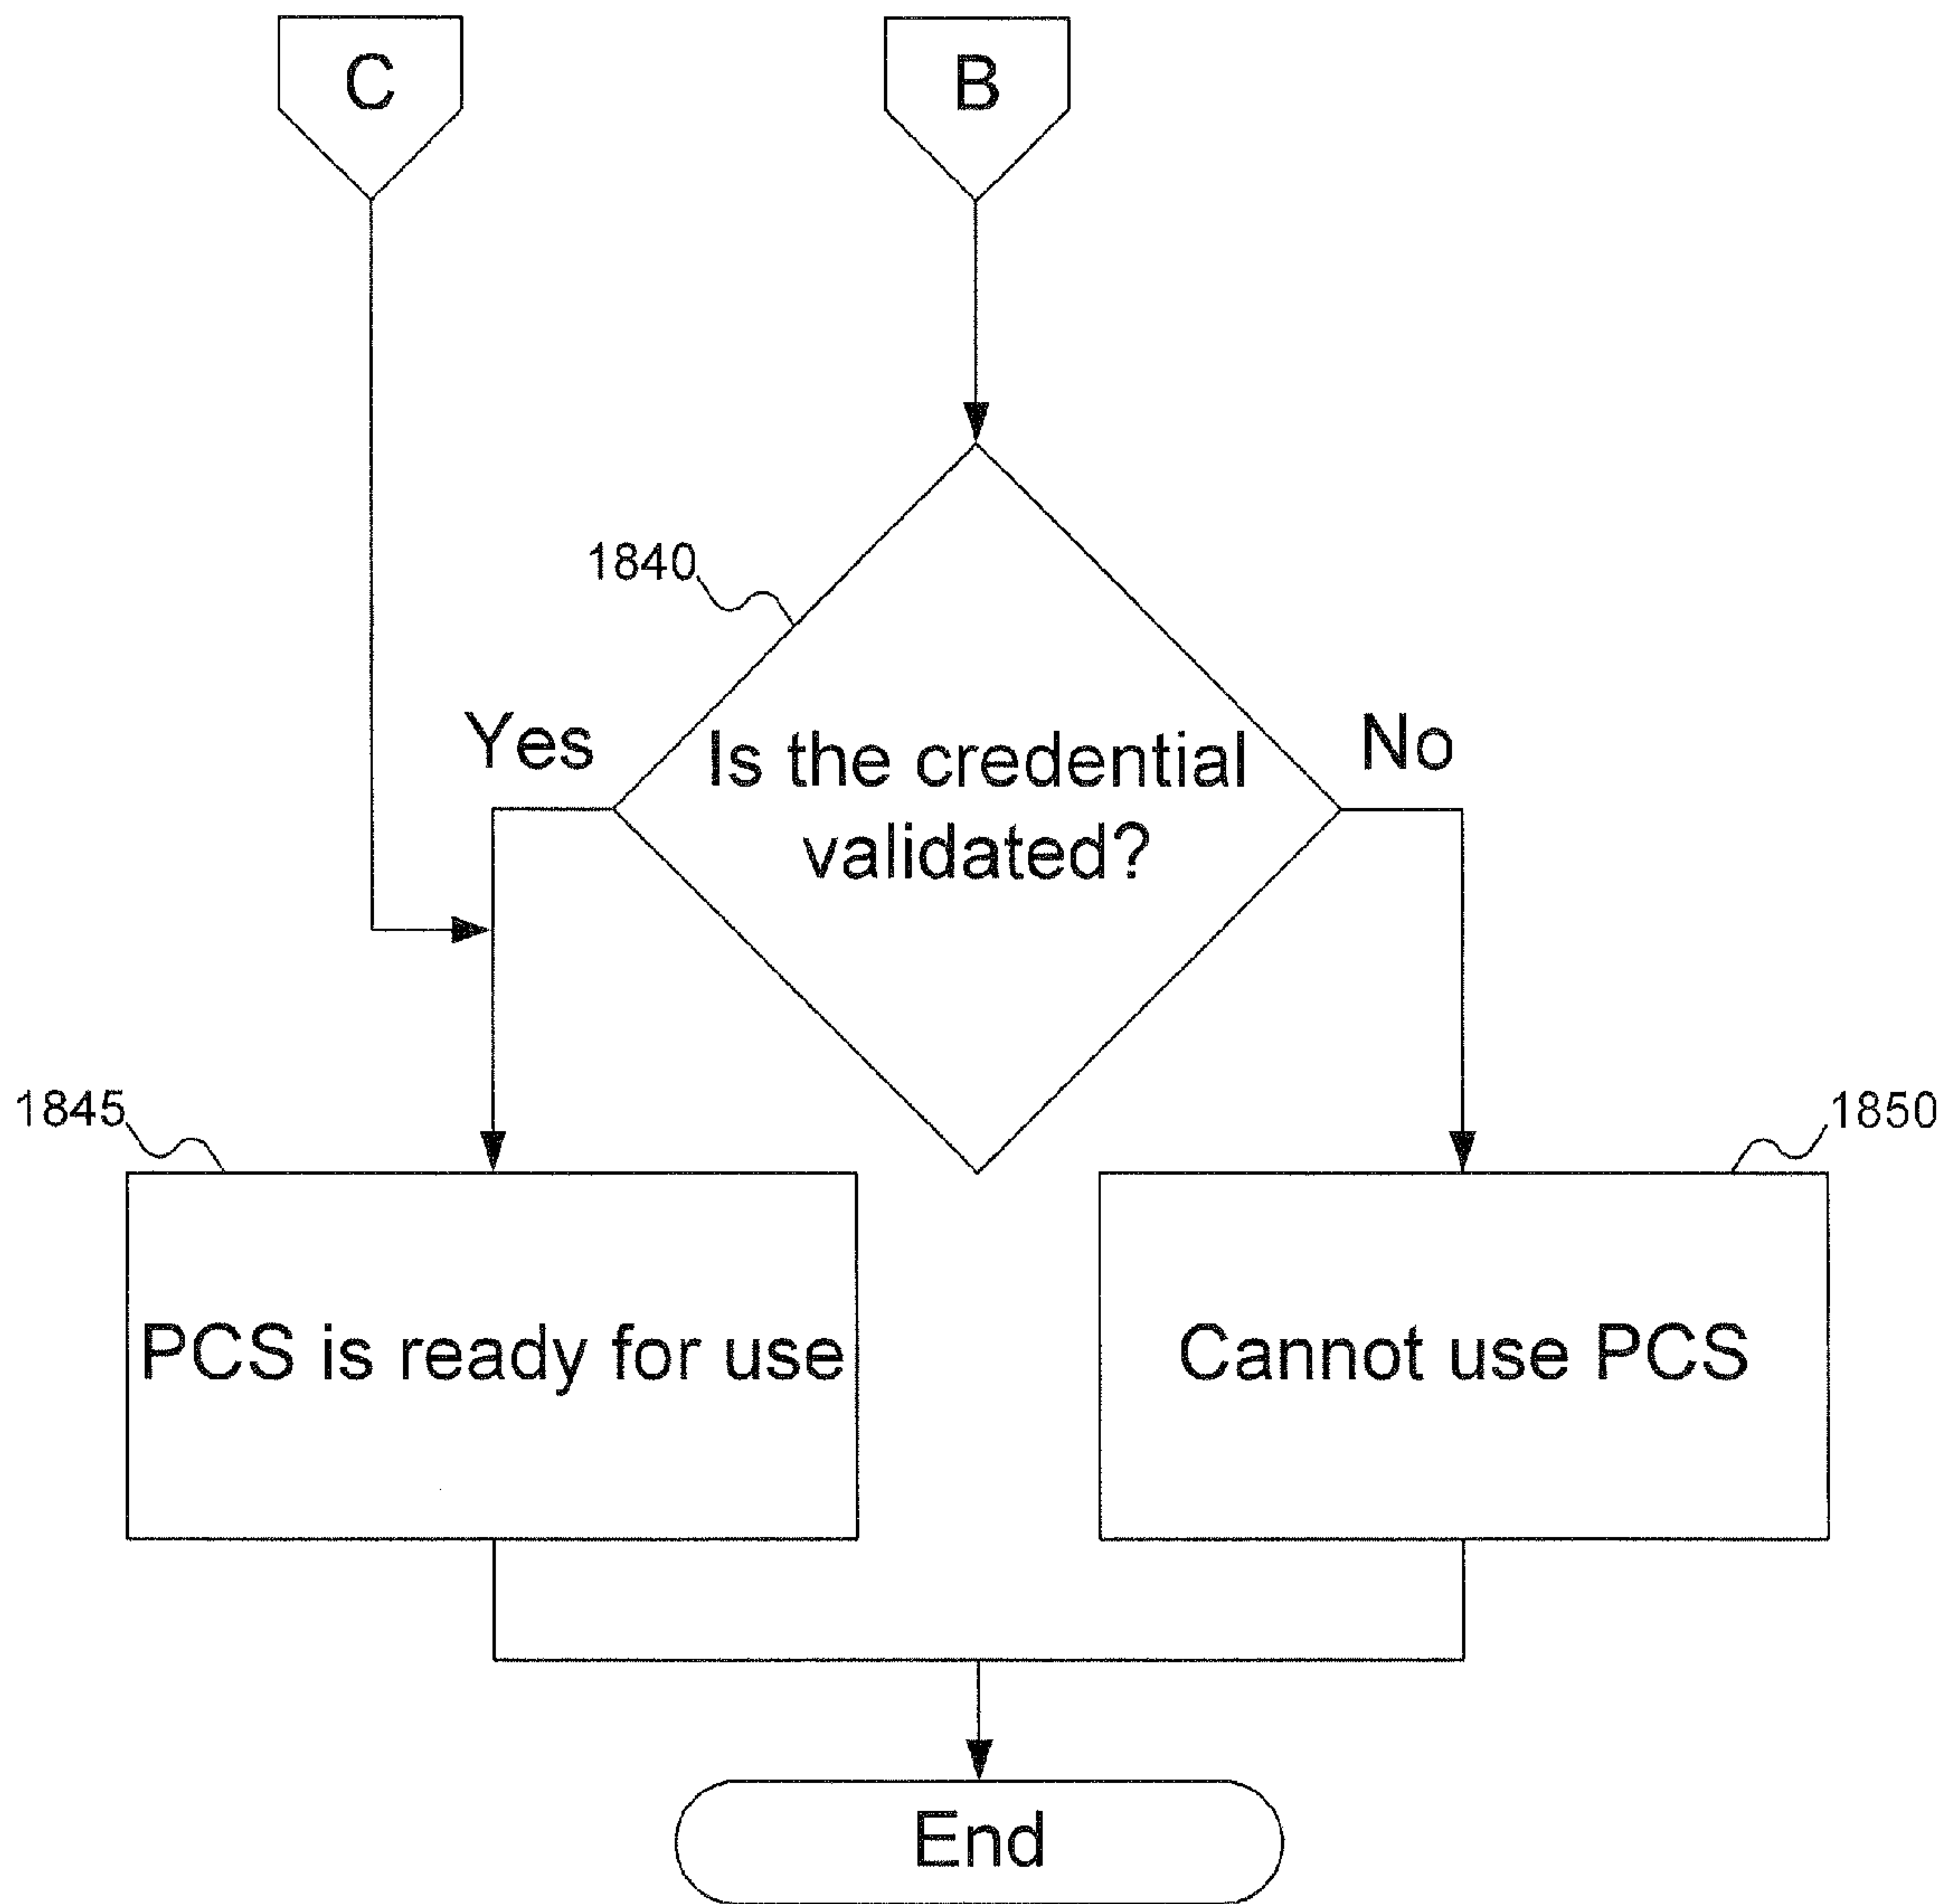 C
B
1840
Yes
Is the credential
validated?
No
1845
1850
PCS is ready for use
Cannot use PCS
End